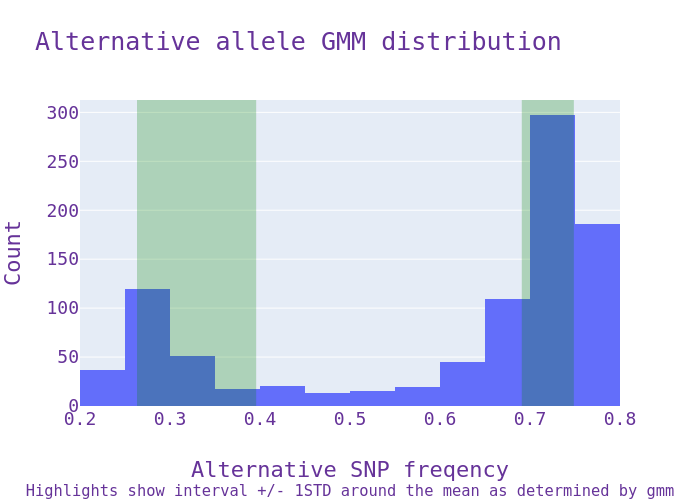 Alternative allele GMM distribution
300
250
200
150
100
50
0
Count
0.2 0.3 0.4 0.5 0.6 0.7 0.8
Alternative SNP freqency
Highlights show interval +/- 1STD around the mean as determined by gmm